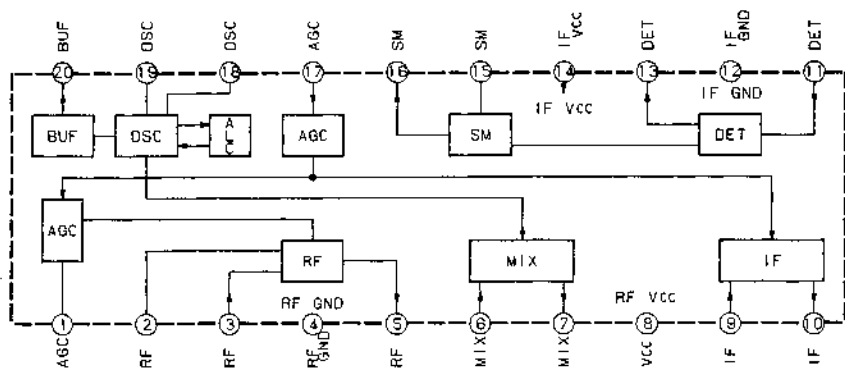 BUF OSC OSC AGC SM SM IF VCC DET IF GND DET
20 19 18 17 16 15 14 13 12 11
IF VCC IF GND
BUF OSC ALC AGC SM DET
AGC RF MIX IF
RF GND RF VCC
1 2 3 4 5 6 7 8 9 10
AGC RF RF RF GND RF MIX MIX VCC IF IF